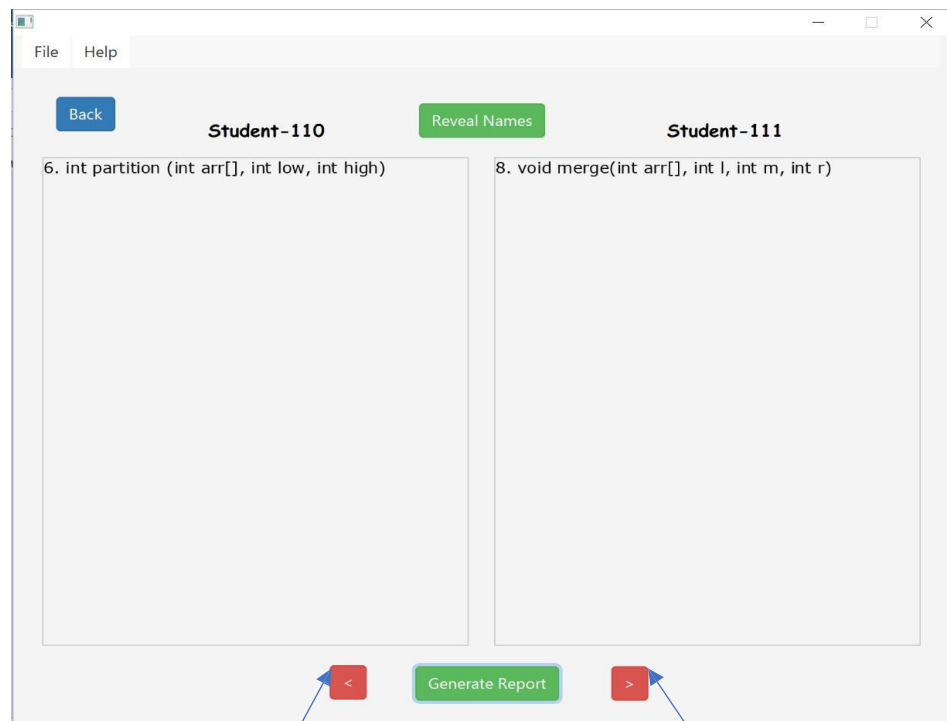 File Help
Back
Reveal Names
Student-110
Student-111
6. int partition (int arr[], int low, int high)
8. void merge(int arr[], int l, int m, int r)
<
Generate Report
>